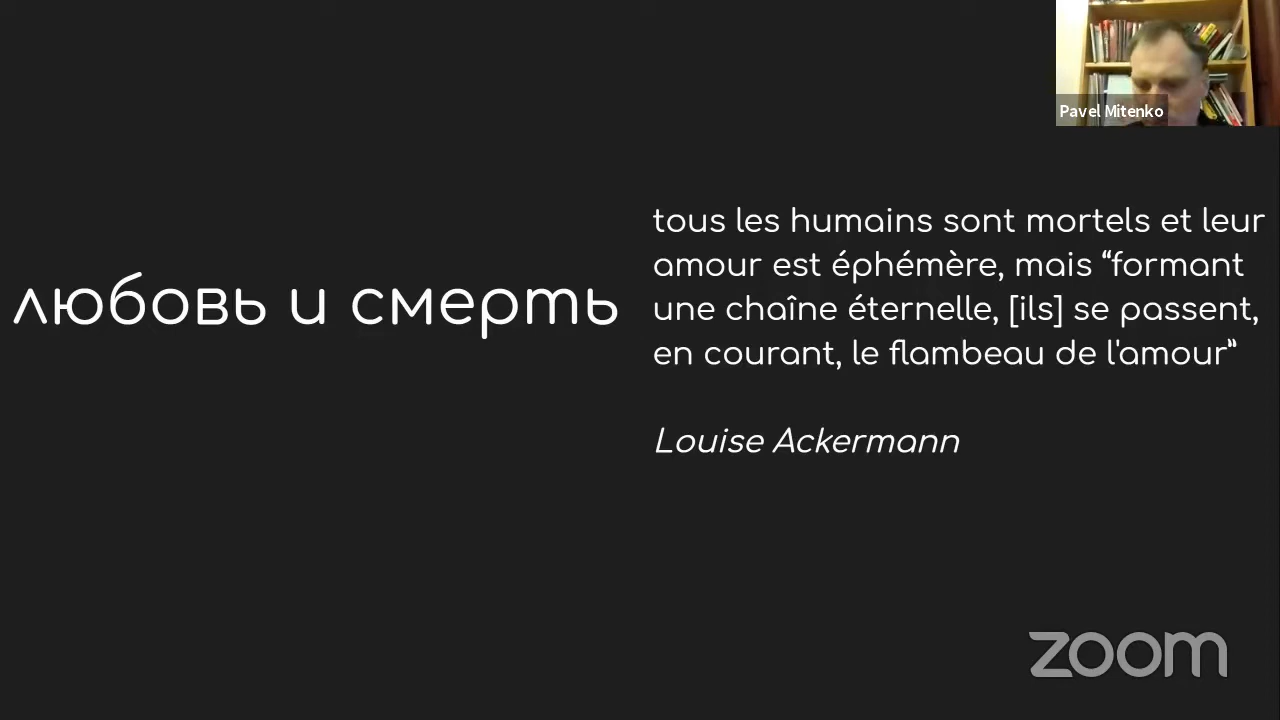 Pavel Mitenko
любовь и смерть
tous les humains sont mortels et leur
amour est éphémère, mais “formant
une chaîne éternelle, [ils] se passent,
en courant, le flambeau de l'amour”
Louise Ackermann
zoom